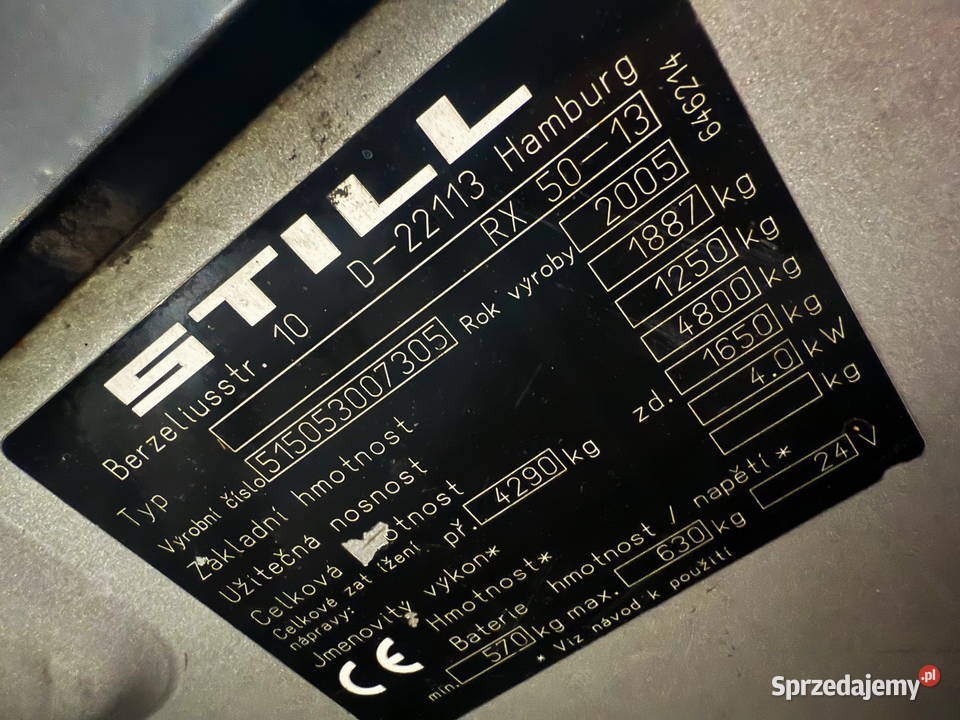 STILL
Berzeliusstr. 10 D-22113 Hamburg
Typ RX 50-13
Výrobní číslo 515053007305 Rok výroby 2005
Základní hmotnost 1887 kg
Užitečná nosnost 1250 kg
Celková otnost 4800 kg
Celkové zat ížení nápravy: př. 4290 kg zd. 1650 kg
Jmenovitý výkon* 4.0 kW
Hmotnost* kg
Baterie hmotnost / napětí * 24 V
min. 570 kg max. 630 kg
* Viz návod k použití
CE
646214
Sprzedajemy.pl